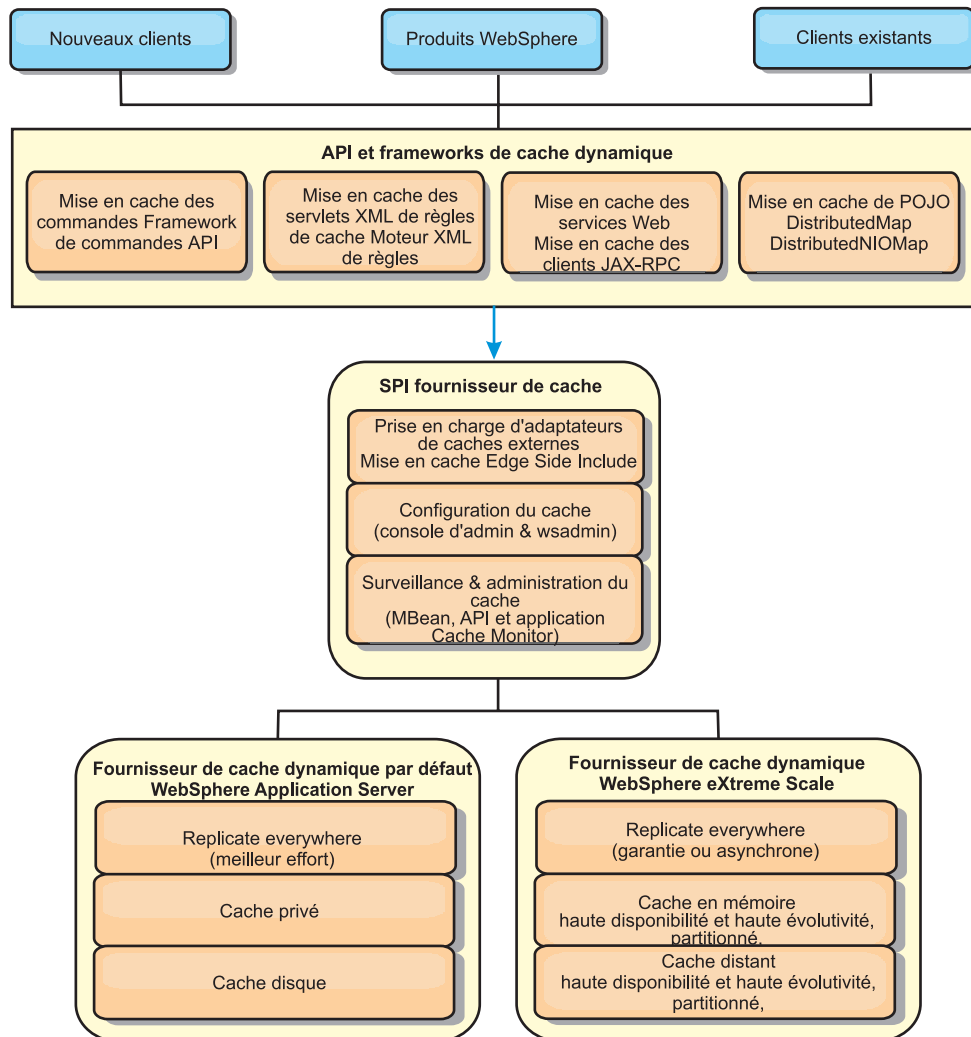 Nouveaux clients
Produits WebSphere
Clients existants
API et frameworks de cache dynamique
Mise en cache des
commandes Framework
de commandes API
Mise en cache des
servlets XML de règles
de cache Moteur XML
de règles
Mise en cache des
services Web
Mise en cache des
clients JAX-RPC
Mise en cache de POJO
DistributedMap
DistributedNIOMap
SPI fournisseur de cache
Prise en charge d'adaptateurs
de caches externes
Mise en cache Edge Side Include
Configuration du cache
(console d'admin & wsadmin)
Surveillance & administration du
cache
(MBean, API et application
Cache Monitor)
Fournisseur de cache dynamique par défaut
WebSphere Application Server
Replicate everywhere
(meilleur effort)
Cache privé
Cache disque
Fournisseur de cache dynamique
WebSphere eXtreme Scale
Replicate everywhere
(garantie ou asynchrone)
Cache en mémoire
haute disponibilité et haute évolutivité,
partitionné,
Cache distant
haute disponibilité et haute évolutivité,
partitionné,